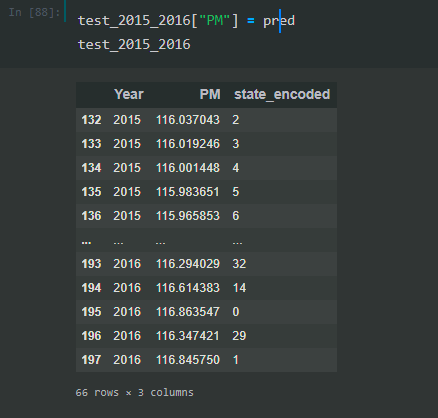 In [88]:
test_2015_2016["PM"] = pred
test_2015_2016
Year PM state_encoded
132 2015 116.037043 2
133 2015 116.019246 3
134 2015 116.001448 4
135 2015 115.983651 5
136 2015 115.965853 6
... ... ... ...
193 2016 116.294029 32
194 2016 116.614383 14
195 2016 116.863547 0
196 2016 116.347421 29
197 2016 116.845750 1
66 rows × 3 columns